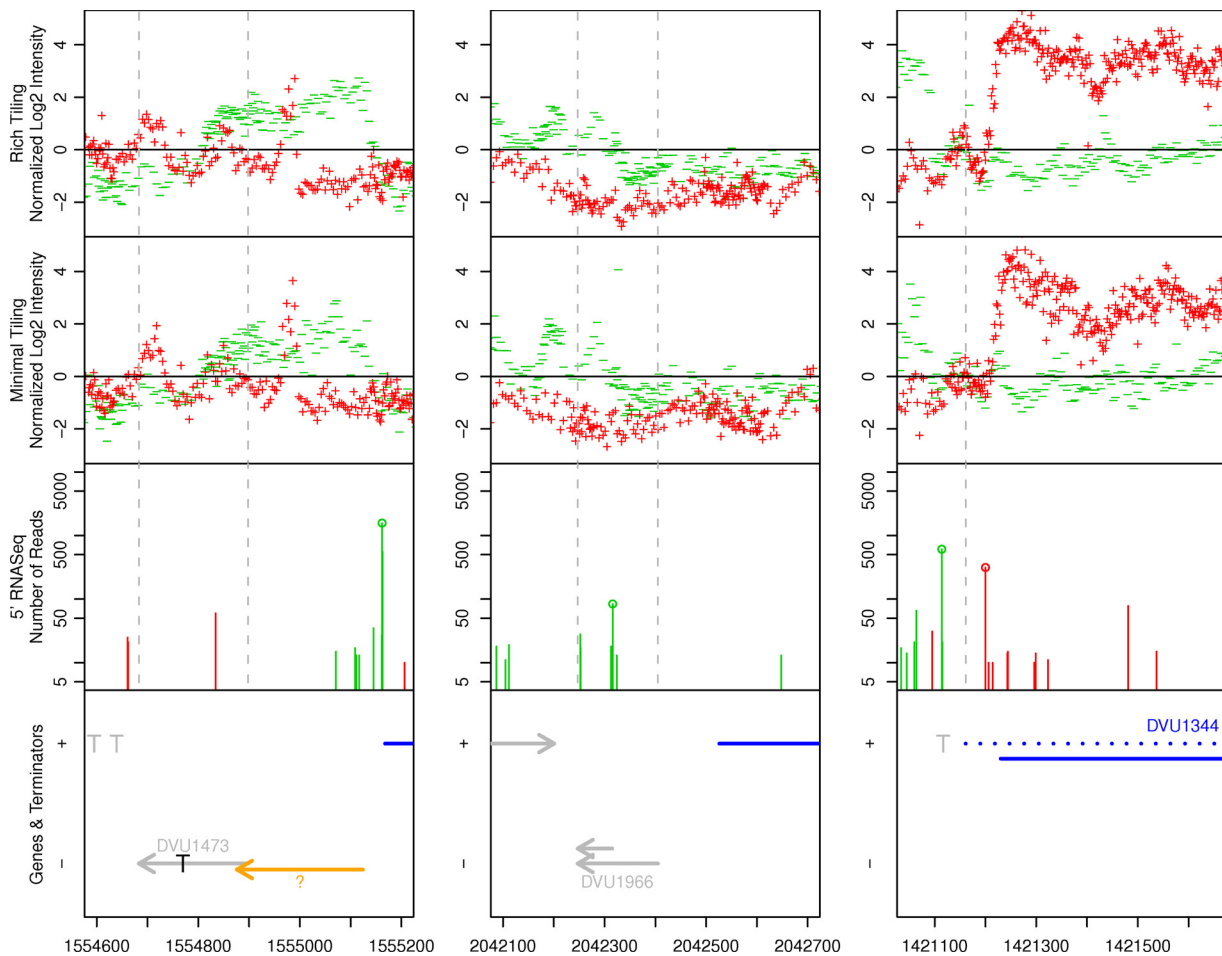 Rich Tiling
Normalized Log2 Intensity
−2 0 2 4
Minimal Tiling
Normalized Log2 Intensity
−2 0 2 4
5' RNASeq
Number of Reads
5 50 500 5000
Genes & Terminators
+ −
−2 0 2 4
−2 0 2 4
5 50 500 5000
+ −
−2 0 2 4
−2 0 2 4
5 50 500 5000
+ −
T T
DVU1473
T
?
DVU1966
T
DVU1344
1554600 1554800 1555000 1555200
2042100 2042300 2042500 2042700
1421100 1421300 1421500